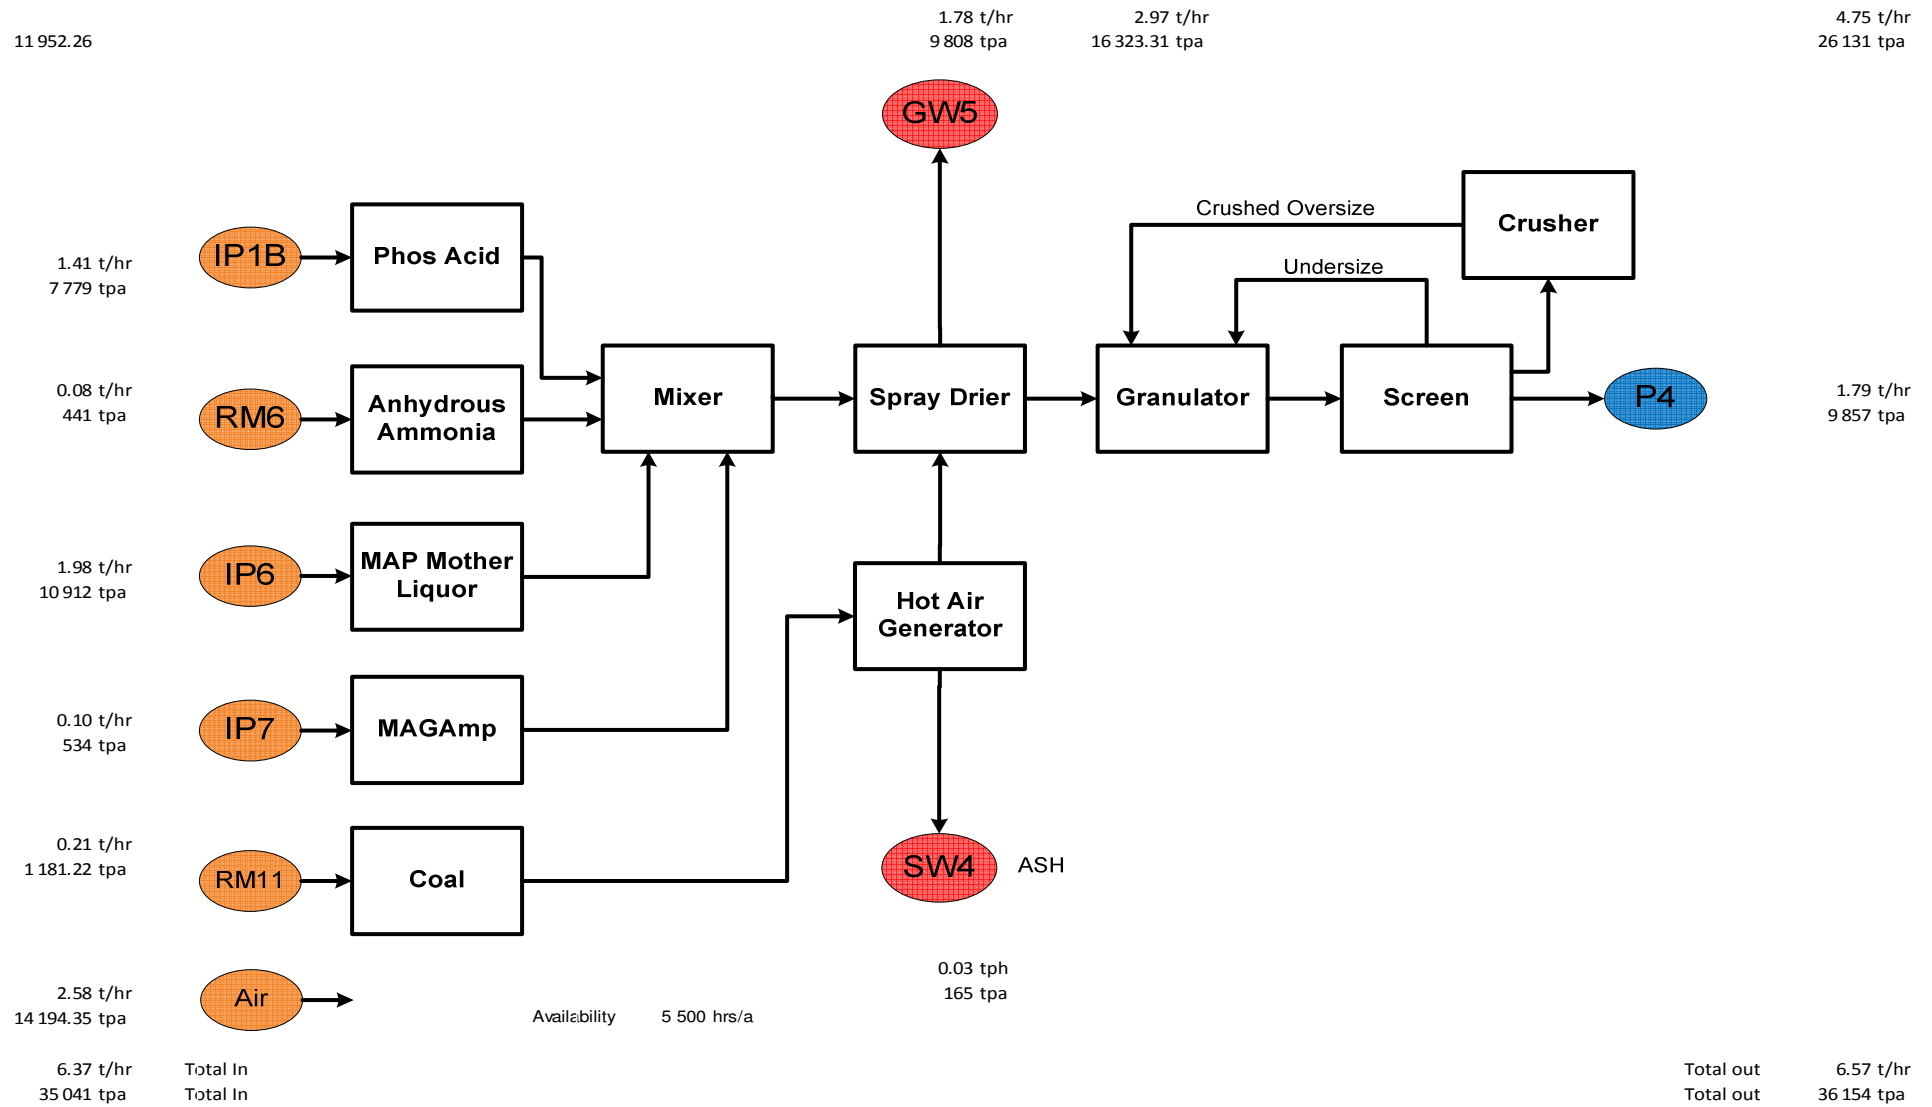 1.78 t/hr
2.97 t/hr
4.75 t/hr
11 952.26
9 808 tpa
16 323.31 tpa
26 131 tpa
GW5
Crusher
Crushed Oversize
IP1B
Phos Acid
1.41 t/hr
7 779 tpa
Undersize
0.08 t/hr
441 tpa
RM6
Anhydrous
Ammonia
Mixer
Spray Drier
Granulator
Screen
P4
1.79 t/hr
9 857 tpa
1.98 t/hr
10 912 tpa
IP6
MAP Mother
Liquor
Hot Air
Generator
0.10 t/hr
534 tpa
IP7
MAGAmp
0.21 t/hr
1 181.22 tpa
RM11
Coal
SW4
ASH
0.03 tph
165 tpa
2.58 t/hr
14 194.35 tpa
Air
Availability 5 500 hrs/a
6.37 t/hr Total In
35 041 tpa Total In
Total out 6.57 t/hr
Total out 36 154 tpa